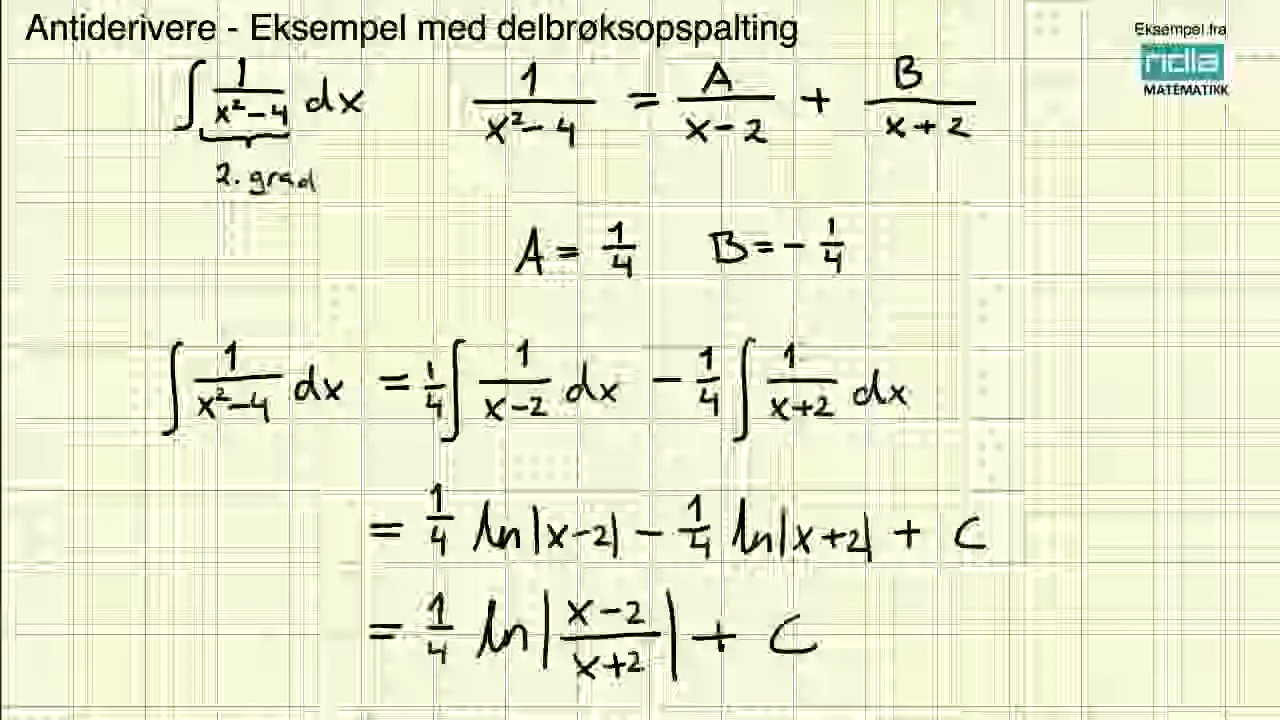 Antiderivere - Eksempel med delbrøksopspalting
Eksempel fra
ridla
MATEMATIKK
∫ 1/(x²-4) dx    1/(x²-4) = A/(x-2) + B/(x+2)
2. grad
A = 1/4    B = -1/4
∫ 1/(x²-4) dx = 1/4 ∫ 1/(x-2) dx - 1/4 ∫ 1/(x+2) dx
= 1/4 ln|x-2| - 1/4 ln|x+2| + C
= 1/4 ln|(x-2)/(x+2)| + C